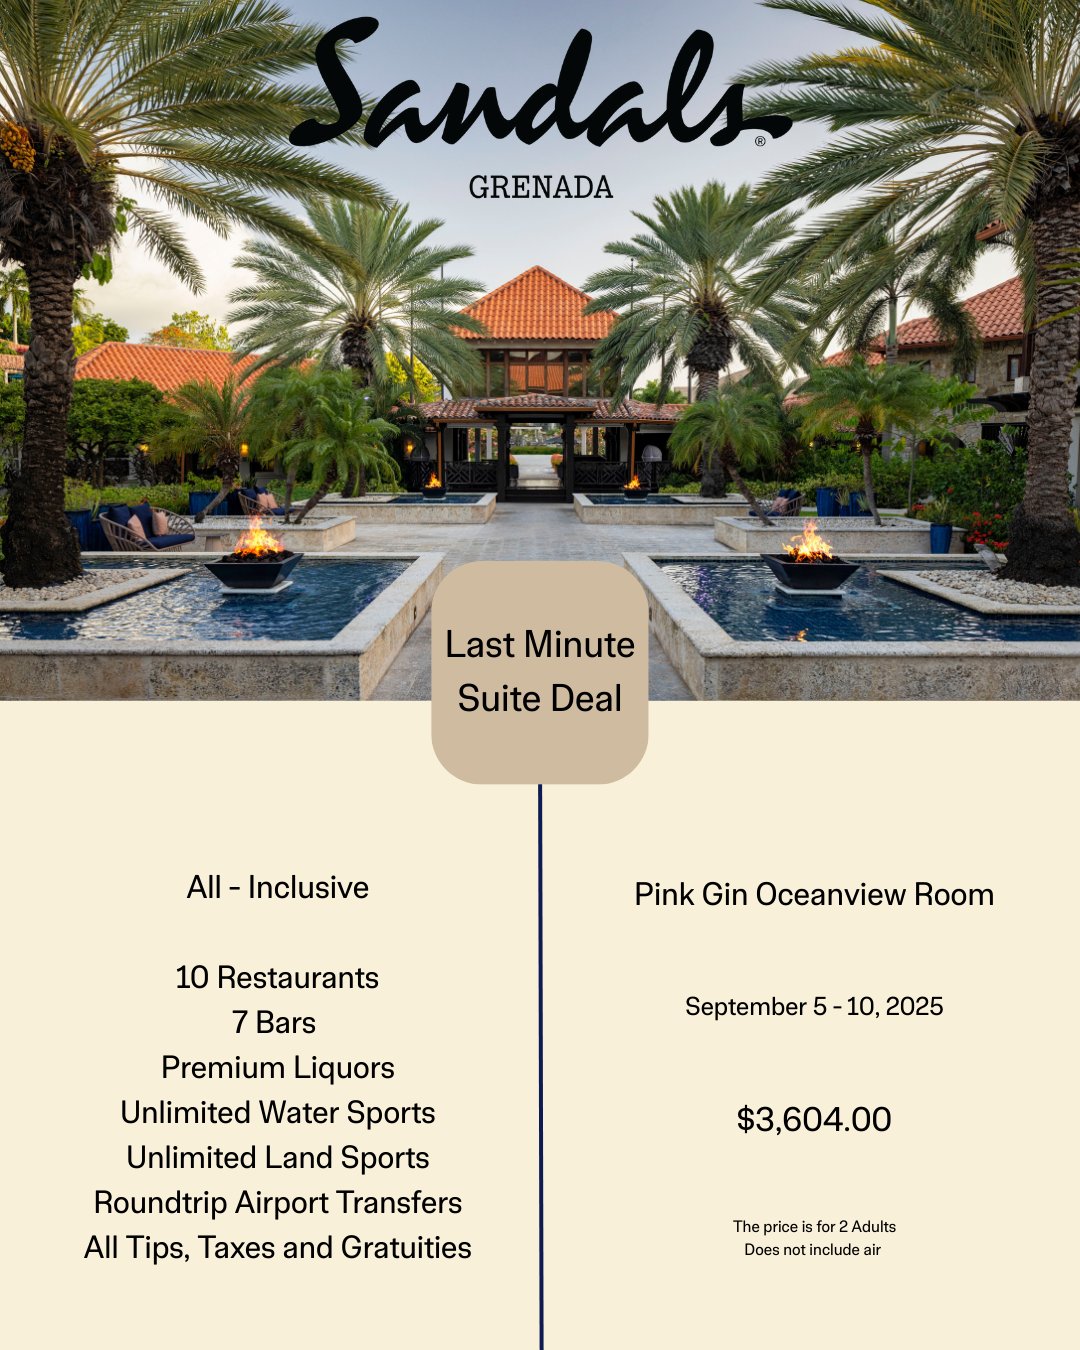 Sandals®
GRENADA
Last Minute
Suite Deal
All - Inclusive
10 Restaurants
7 Bars
Premium Liquors
Unlimited Water Sports
Unlimited Land Sports
Roundtrip Airport Transfers
All Tips, Taxes and Gratuities
Pink Gin Oceanview Room
September 5 - 10, 2025
$3,604.00
The price is for 2 Adults
Does not include air